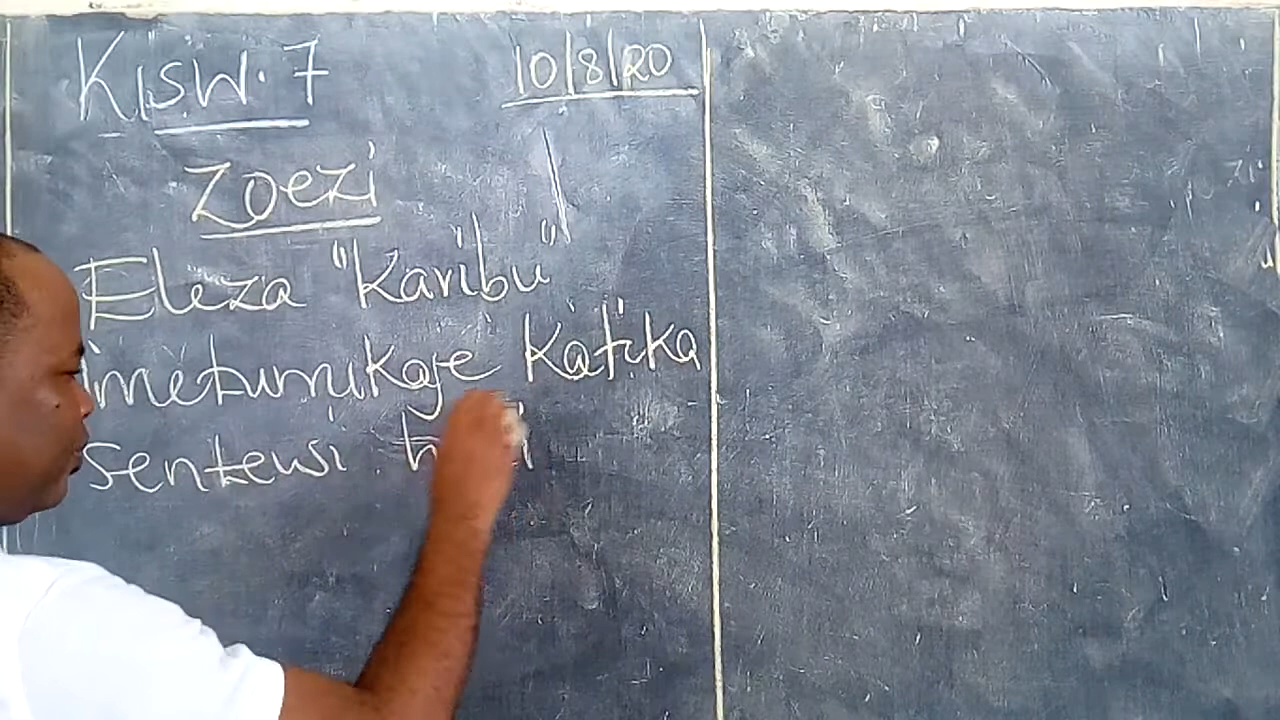 Kisw. 7 10/8/20
Zoezi
Eleza "Karibu"
imetumikaje Katika
sentensi